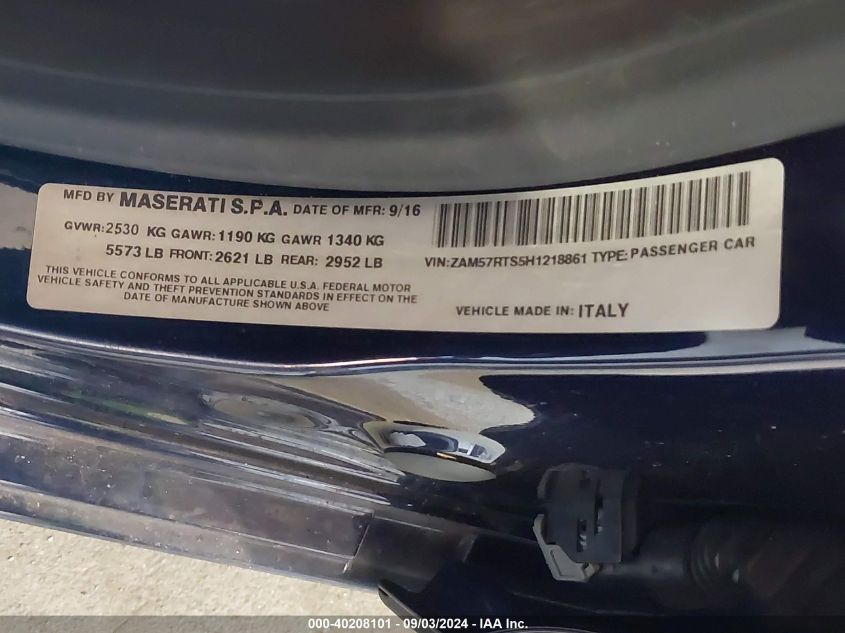 MFD BY MASERATI S.P.A. DATE OF MFR: 9/16
GVWR: 2530 KG GAWR: 1190 KG GAWR 1340 KG
5573 LB FRONT: 2621 LB REAR: 2952 LB
THIS VEHICLE CONFORMS TO ALL APPLICABLE U.S.A. FEDERAL MOTOR
VEHICLE SAFETY AND THEFT PREVENTION STANDARDS IN EFFECT ON THE
DATE OF MANUFACTURE SHOWN ABOVE
VIN: ZAM57RTS5H1218861 TYPE: PASSENGER CAR
VEHICLE MADE IN: ITALY
000-40208101 - 09/03/2024 - IAA Inc.